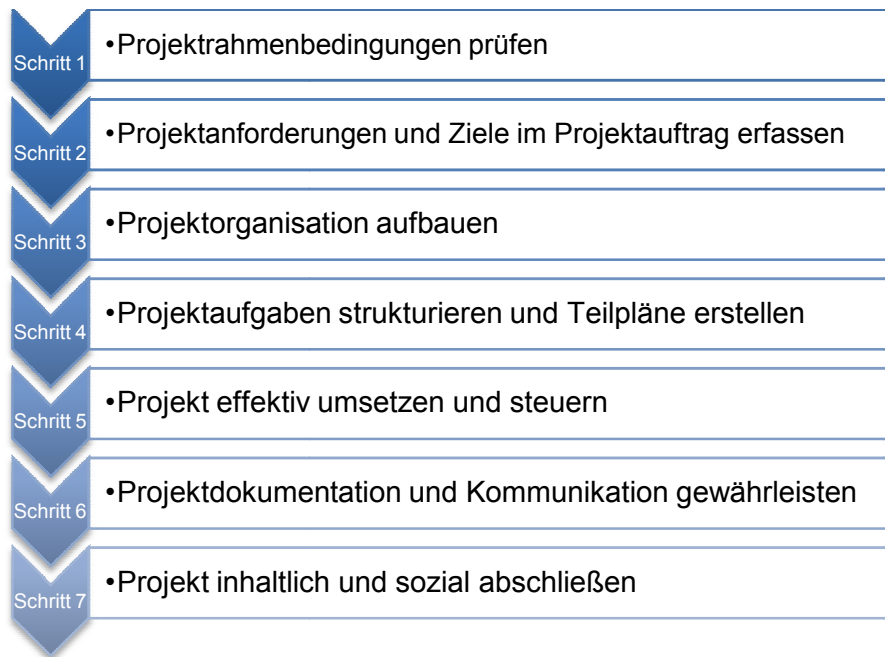 Schritt 1
•Projektrahmenbedingungen prüfen
Schritt 2
•Projektanforderungen und Ziele im Projektauftrag erfassen
Schritt 3
•Projektorganisation aufbauen
Schritt 4
•Projektaufgaben strukturieren und Teilpläne erstellen
Schritt 5
•Projekt effektiv umsetzen und steuern
Schritt 6
•Projektdokumentation und Kommunikation gewährleisten
Schritt 7
•Projekt inhaltlich und sozial abschließen